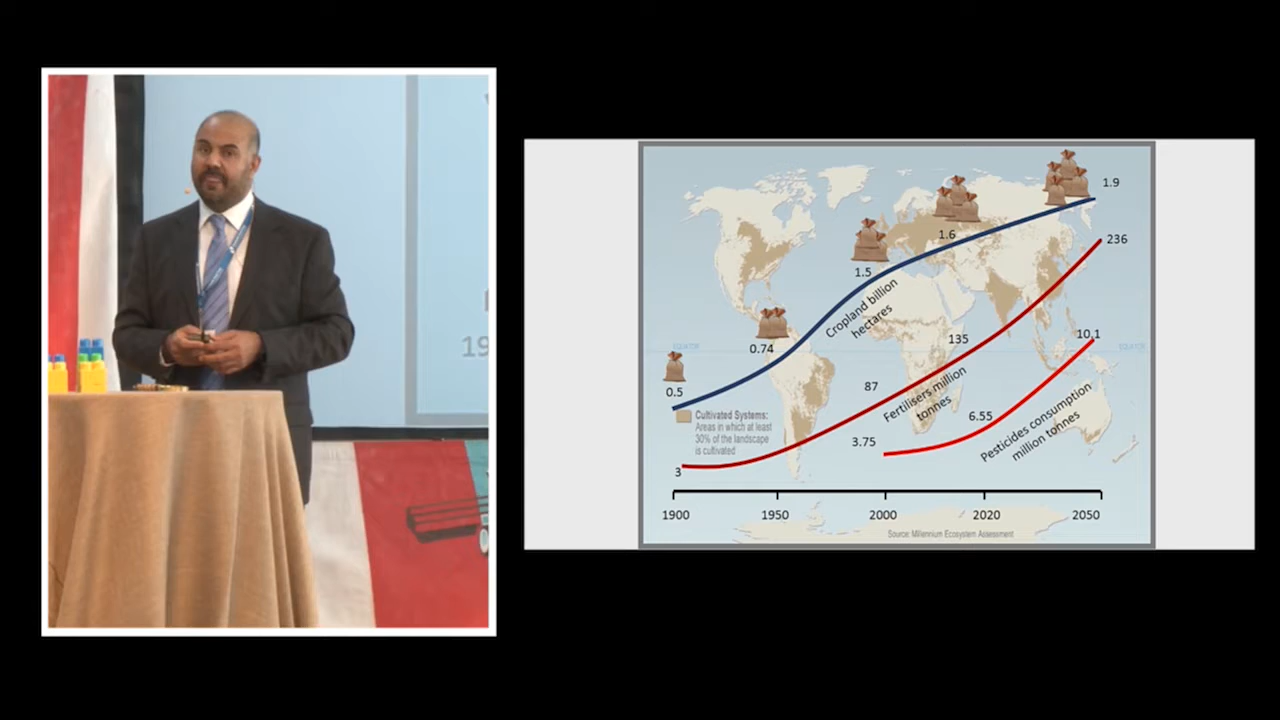 19
1.9
1.6
236
1.5
Cropland billion
hectares
EQUATOR
EQUATOR
0.74
135
10.1
0.5
87
Fertilisers million
tonnes
Cultivated Systems:
Areas in which at least
30% of the landscape
is cultivated
6.55
Pesticides consumption
million tonnes
3.75
3
1900
1950
2000
2020
2050
Source: Millennium Ecosystem Assessment